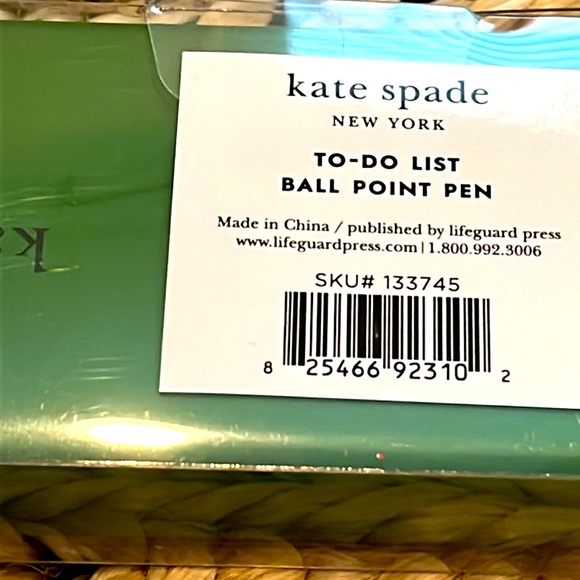 kate spade
NEW YORK
TO-DO LIST
BALL POINT PEN
Made in China / published by lifeguard press
www.lifeguardpress.com | 1.800.992.3006
SKU# 133745
8 25466 92310 2